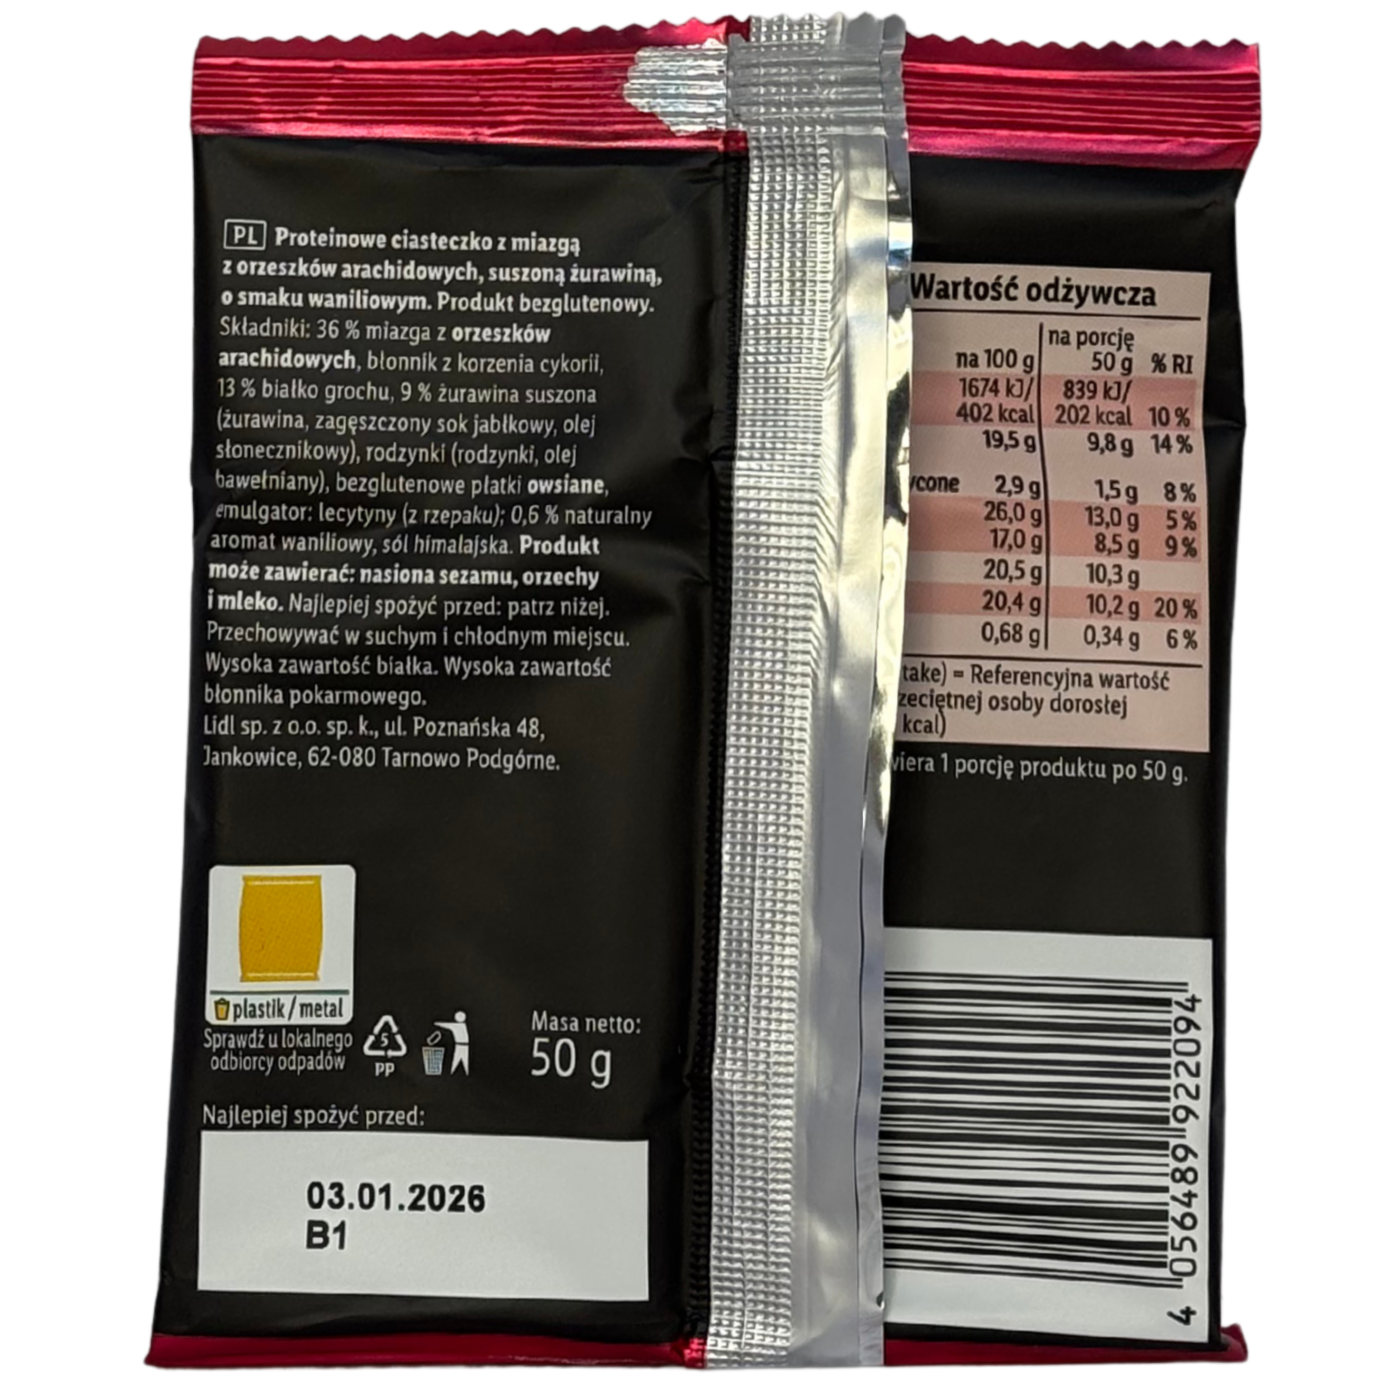 PL Proteinowe ciasteczko z miazgą
z orzeszków arachidowych, suszoną żurawiną,
o smaku waniliowym. Produkt bezglutenowy.
Składniki: 36 % miazga z orzeszków
arachidowych, błonnik z korzenia cykorii,
13 % białko grochu, 9 % żurawina suszona
(żurawina, zagęszczony sok jabłkowy, olej
słonecznikowy), rodzynki (rodzynki, olej
bawełniany), bezglutenowe płatki owsiane,
emulgator: lecytyny (z rzepaku); 0,6 % naturalny
aromat waniliowy, sól himalajska. Produkt
może zawierać: nasiona sezamu, orzechy
i mleko. Najlepiej spożyć przed: patrz niżej.
Przechowywać w suchym i chłodnym miejscu.
Wysoka zawartość białka. Wysoka zawartość
błonnika pokarmowego.
Lidl sp. z o.o. sp. k., ul. Poznańska 48,
Jankowice, 62-080 Tarnowo Podgórne.
plastik / metal
Sprawdź u lokalnego
odbiorcy odpadów
5
PP
Masa netto:
50 g
Najlepiej spożyć przed:
03.01.2026
B1
Wartość odżywcza
na porcję
na 100 g 50 g % RI
1674 kJ/ 839 kJ/
402 kcal 202 kcal 10 %
19,5 g 9,8 g 14 %
ycone 2,9 g 1,5 g 8 %
26,0 g 13,0 g 5 %
17,0 g 8,5 g 9 %
20,5 g 10,3 g
20,4 g 10,2 g 20 %
0,68 g 0,34 g 6 %
take) = Referencyjna wartość
zeciętnej osoby dorosłej
kcal)
iera 1 porcję produktu po 50 g.
4 056489 922094